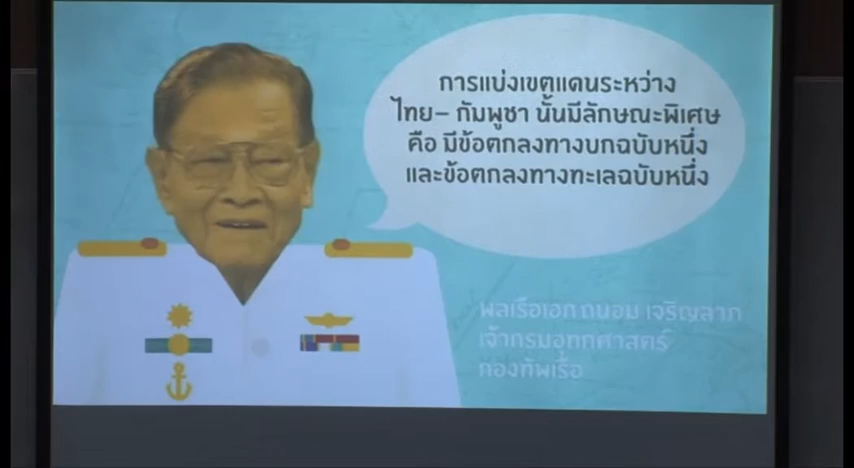 การแบ่งเขตแดนระหว่าง
ไทย– กัมพูชา นั้นมีลักษณะพิเศษ
คือ มีข้อตกลงทางบกฉบับหนึ่ง
และข้อตกลงทางทะเลฉบับหนึ่ง
พลเรือเอก ถนอม เจริญลาภ
เจ้ากรมอุทกศาสตร์
กองทัพเรือ